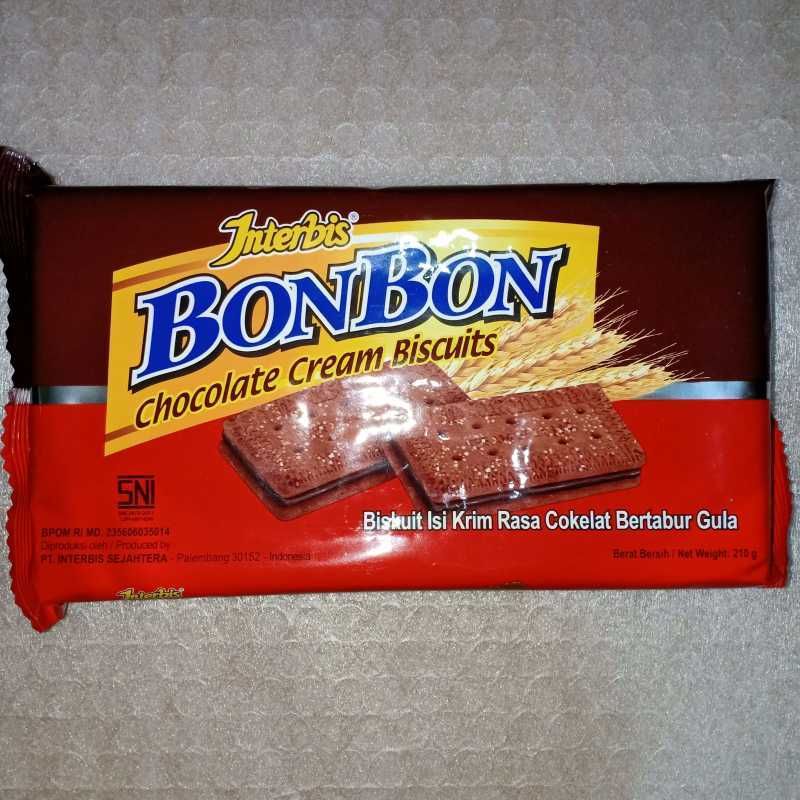 Interbis®
BONBON
Chocolate Cream Biscuits
SNI
BPOM RI MD. 235606035014
Diproduksi oleh / Produced by
PT. INTERBIS SEJAHTERA - Palembang 30152 - Indonesia
Biskuit Isi Krim Rasa Cokelat Bertabur Gula
Berat Bersih / Net Weight: 210 g
Interbis